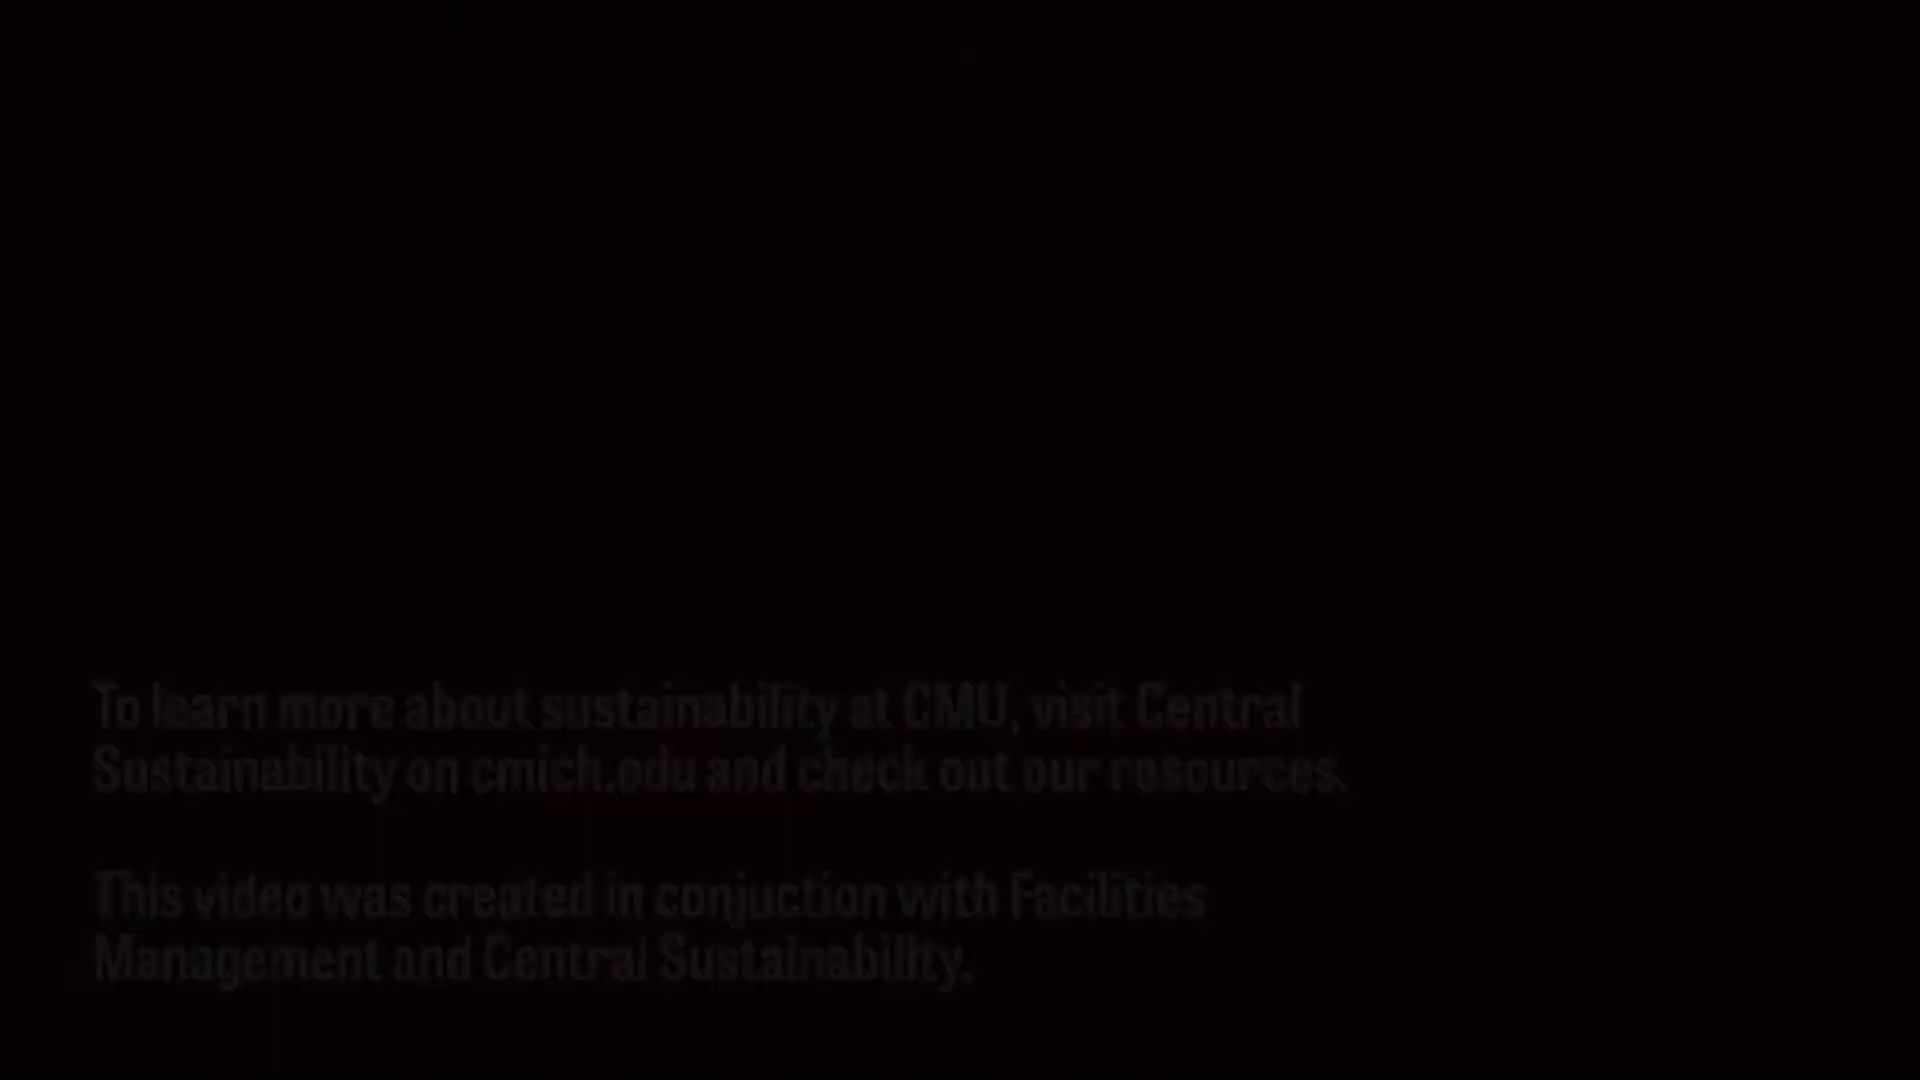 To learn more about sustainability at CMU, visit Central
Sustainability on cmich.edu and check out our resources.
This video was created in conjuction with Facilities
Management and Central Sustainability.